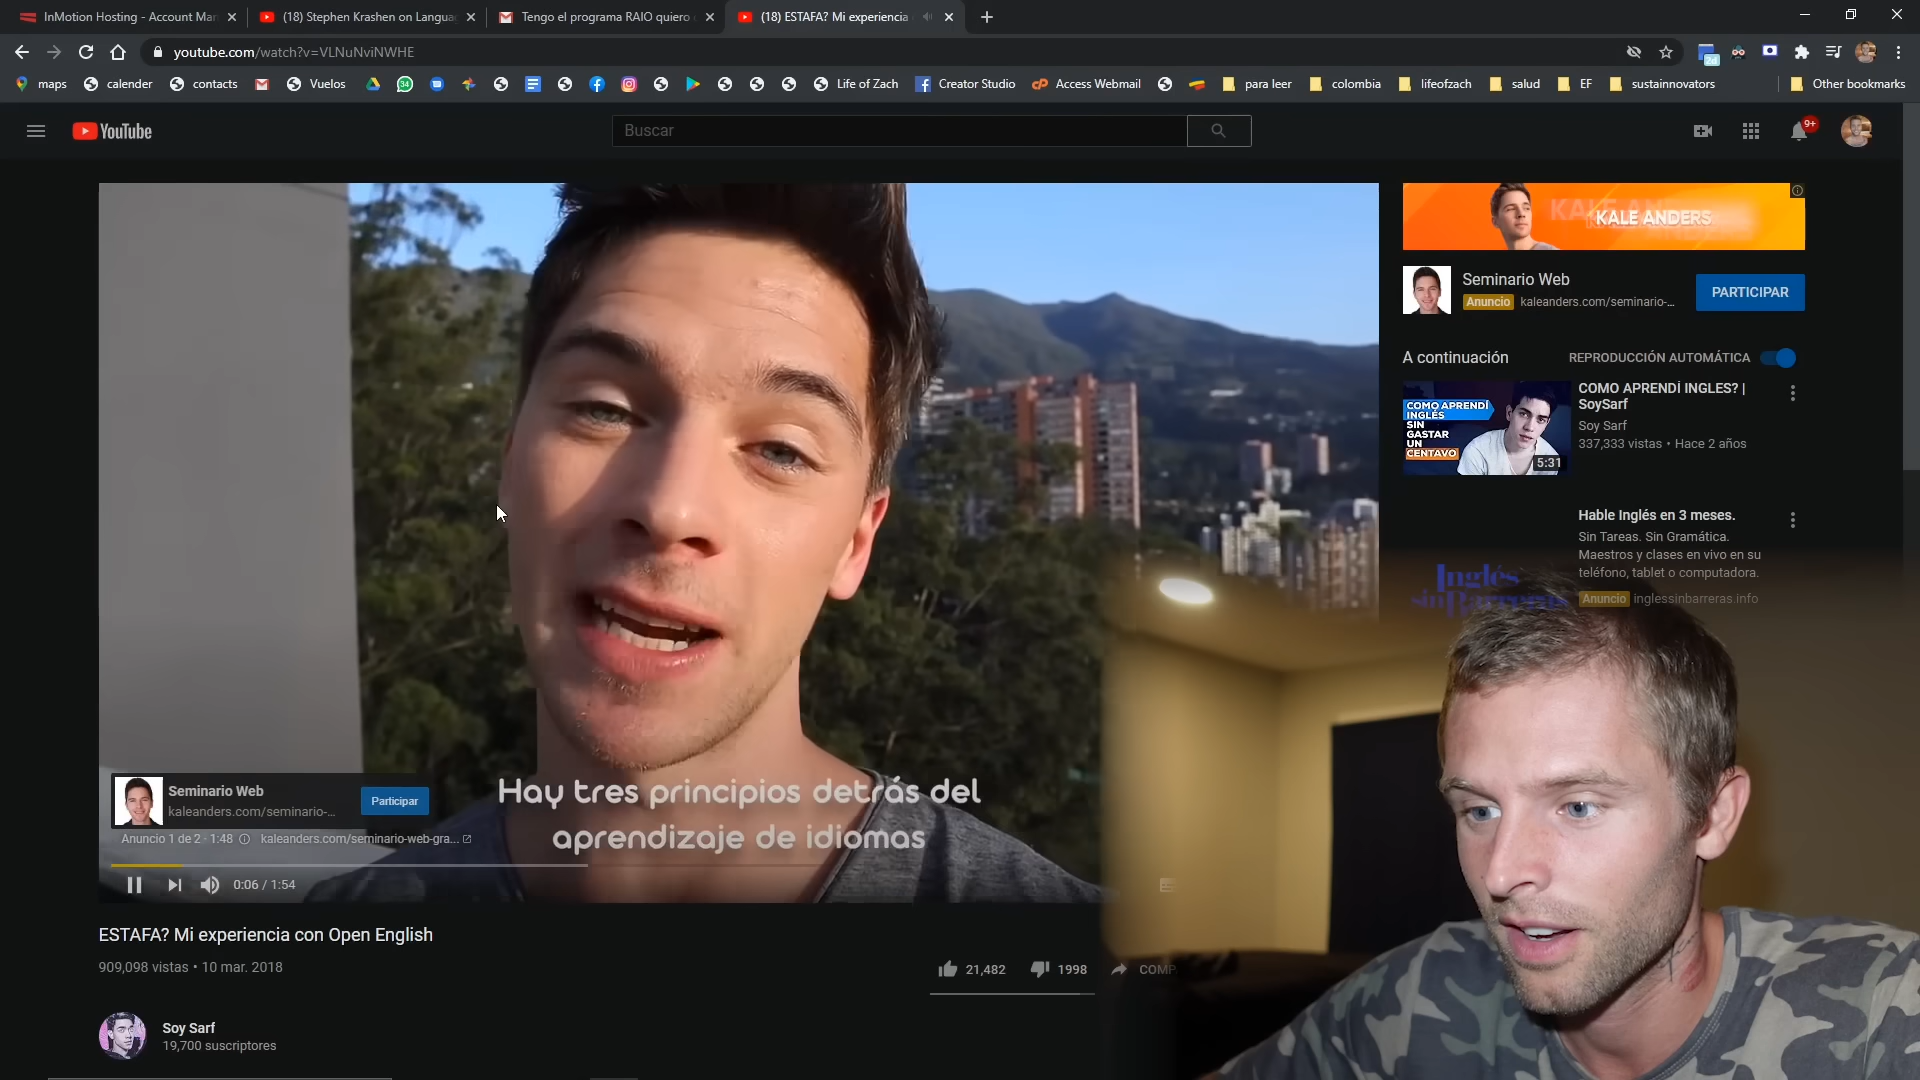 InMotion Hosting - Account Man
(18) Stephen Krashen on Langua
Tengo el programa RAIO quiero
(18) ESTAFA? Mi experiencia
youtube.com/watch?v=VLNuNviNWHE
24
maps
calender
contacts
Vuelos
34
Life of Zach
Creator Studio
Access Webmail
para leer
colombia
lifeofzach
salud
EF
sustainnovators
Other bookmarks
YouTube
Buscar
9+
KALE ANDERS
Seminario Web
Anuncio kaleanders.com/seminario-...
PARTICIPAR
A continuación
REPRODUCCIÓN AUTOMÁTICA
COMO APRENDÍ
INGLÉS
SIN
GASTAR
UN
CENTAVO
5:31
COMO APRENDÍ INGLES? |
SoySarf
Soy Sarf
337,333 vistas • Hace 2 años
Inglés
sin Barreras
Hable Inglés en 3 meses.
Sin Tareas. Sin Gramática.
Maestros y clases en vivo en su
teléfono, tablet o computadora.
Anuncio inglessinbarreras.info
Seminario Web
kaleanders.com/seminario-...
Participar
Hay tres principios detrás del
aprendizaje de idiomas
Anuncio 1 de 2 - 1:48
kaleanders.com/seminario-web-gra...
0:06 / 1:54
ESTAFA? Mi experiencia con Open English
909,098 vistas • 10 mar. 2018
21,482
1998
COMP
Soy Sarf
19,700 suscriptores